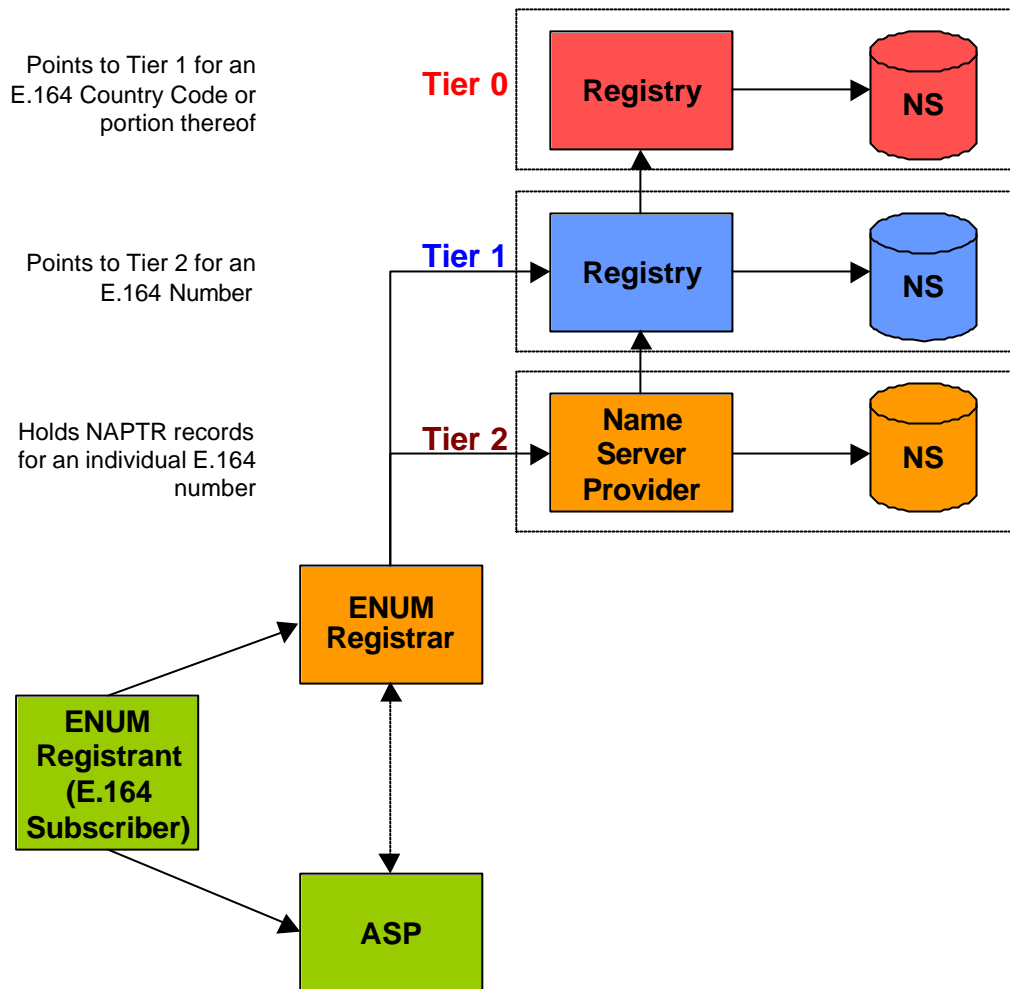 Points to Tier 1 for an
E.164 Country Code or
portion thereof
Tier 0
Registry
NS
Points to Tier 2 for an
E.164 Number
Tier 1
Registry
NS
Holds NAPTR records
for an individual E.164
number
Tier 2
Name
Server
Provider
NS
ENUM
Registrar
ENUM
Registrant
(E.164
Subscriber)
ASP